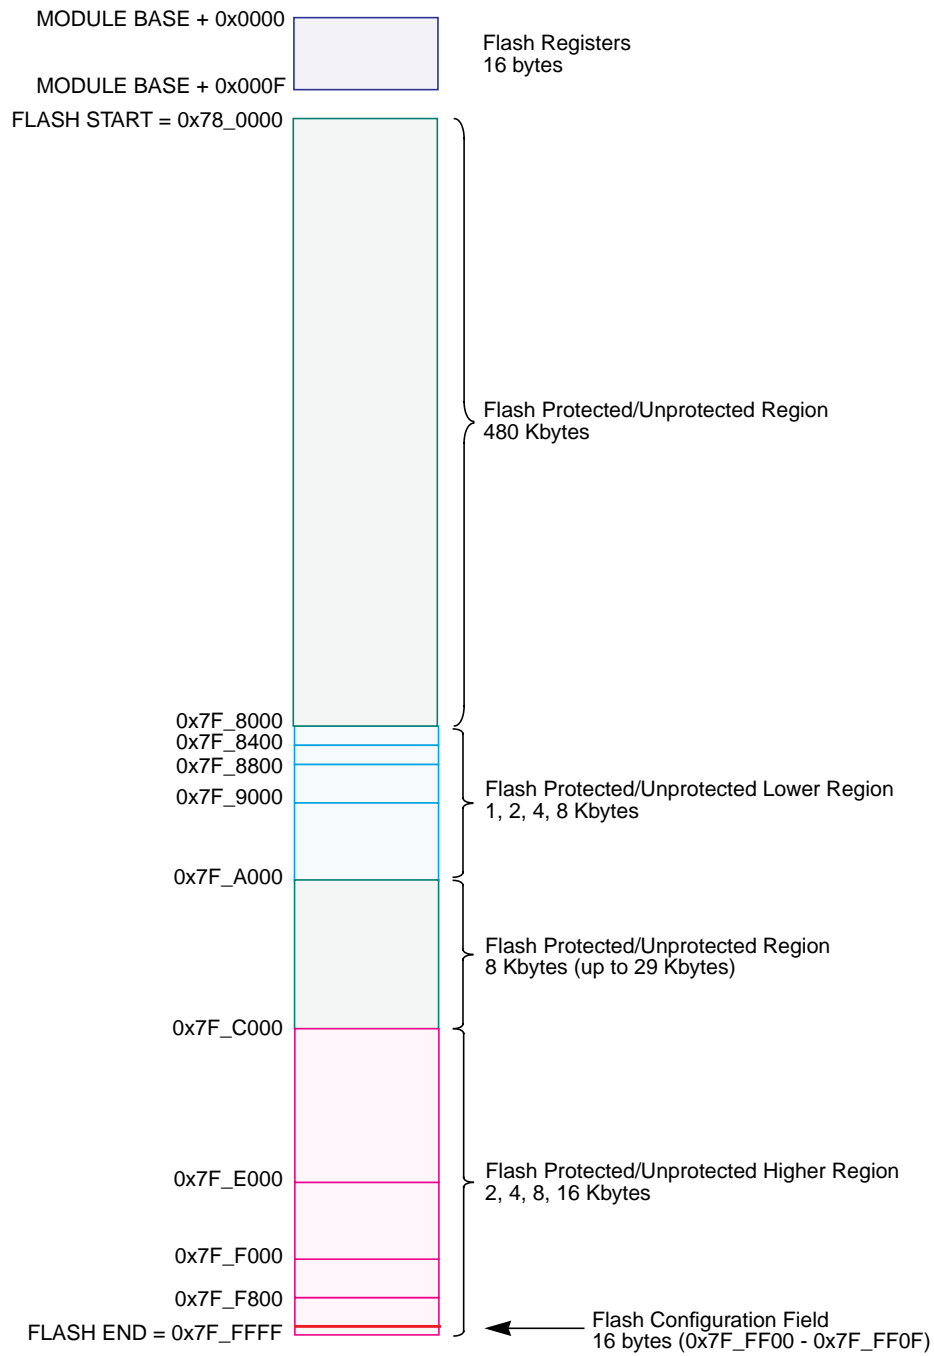 MODULE BASE + 0x0000
Flash Registers
16 bytes
MODULE BASE + 0x000F
FLASH START = 0x78_0000
Flash Protected/Unprotected Region
480 Kbytes
0x7F_8000
0x7F_8400
0x7F_8800
0x7F_9000
Flash Protected/Unprotected Lower Region
1, 2, 4, 8 Kbytes
0x7F_A000
Flash Protected/Unprotected Region
8 Kbytes (up to 29 Kbytes)
0x7F_C000
0x7F_E000
Flash Protected/Unprotected Higher Region
2, 4, 8, 16 Kbytes
0x7F_F000
0x7F_F800
FLASH END = 0x7F_FFFF
Flash Configuration Field
16 bytes (0x7F_FF00 - 0x7F_FF0F)